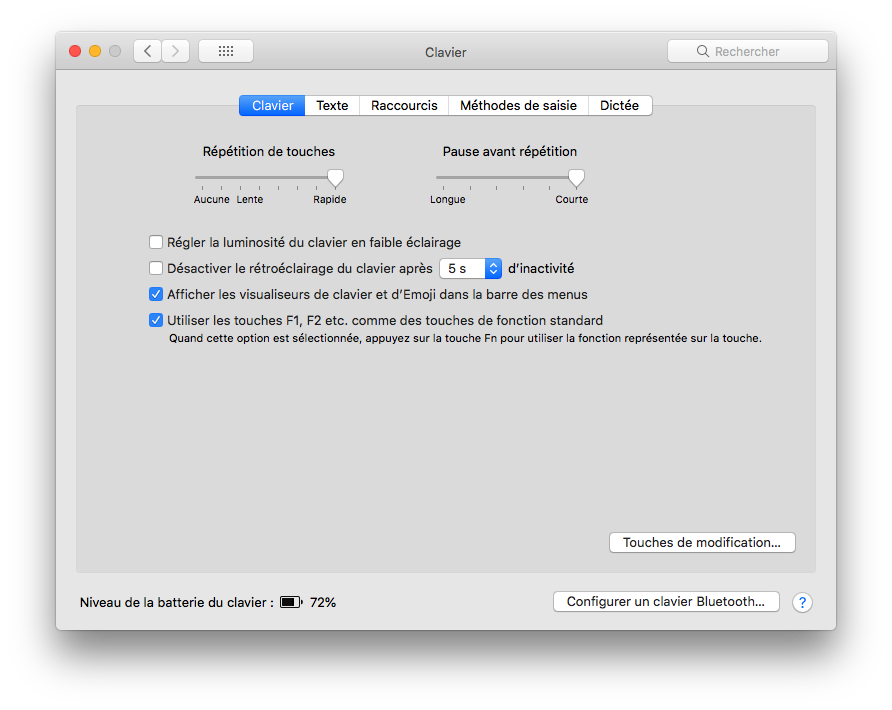 Clavier
Rechercher
Clavier Texte Raccourcis Méthodes de saisie Dictée
Répétition de touches Pause avant répétition
Aucune Lente Rapide Longue Courte
Régler la luminosité du clavier en faible éclairage
Désactiver le rétroéclairage du clavier après 5 s d’inactivité
Afficher les visualiseurs de clavier et d’Emoji dans la barre des menus
Utiliser les touches F1, F2 etc. comme des touches de fonction standard
Quand cette option est sélectionnée, appuyez sur la touche Fn pour utiliser la fonction représentée sur la touche.
Touches de modification...
Niveau de la batterie du clavier : 72% Configurer un clavier Bluetooth... ?